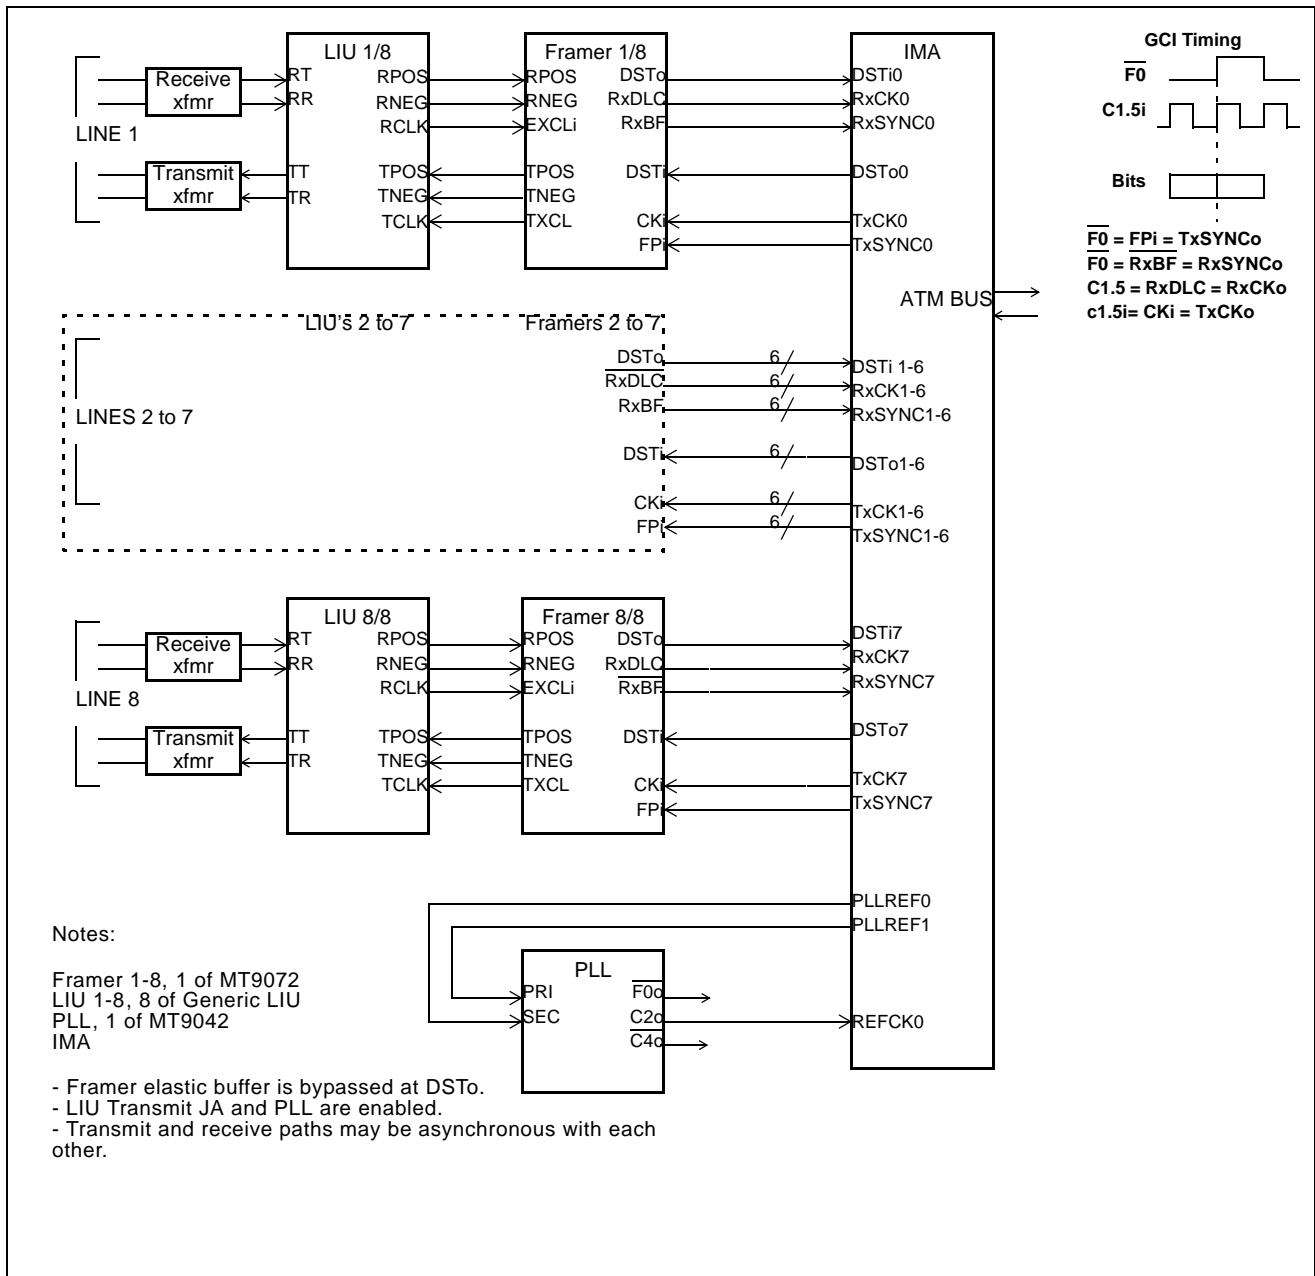 LIU 1/8
Framer 1/8
IMA
GCI Timing
Receive
xfmr
RT
RR
RPOS
RNEG
RCLK
RPOS
RNEG
EXCLi
DSTo
RxDLC
RxBF
DSTi0
RxCK0
RxSYNC0
F0
C1.5i
LINE 1
Transmit
xfmr
TT
TR
TPOS
TNEG
TCLK
TPOS
TNEG
TXCL
DSTi
CKi
FPi
DSTo0
TxCK0
TxSYNC0
Bits
F0 = FPi = TxSYNCo
F0 = RxBF = RxSYNCo
C1.5 = RxDLC = RxCKo
c1.5i= CKi = TxCKo
ATM BUS
LIU's 2 to 7
Framers 2 to 7
LINES 2 to 7
DSTo
RxDLC
RxBF
DSTi
CKi
FPi
6
6
6
6
6
6
DSTi 1-6
RxCK1-6
RxSYNC1-6
DSTo1-6
TxCK1-6
TxSYNC1-6
LIU 8/8
Framer 8/8
Receive
xfmr
RT
RR
RPOS
RNEG
RCLK
RPOS
RNEG
EXCLi
DSTo
RxDLC
RxBF
DSTi7
RxCK7
RxSYNC7
LINE 8
Transmit
xfmr
TT
TR
TPOS
TNEG
TCLK
TPOS
TNEG
TXCL
DSTi
CKi
FPi
DSTo7
TxCK7
TxSYNC7
PLLREF0
PLLREF1
PLL
PRI
SEC
F0o
C2o
C4o
REFCK0
Notes:
Framer 1-8, 1 of MT9072
LIU 1-8, 8 of Generic LIU
PLL, 1 of MT9042
IMA
- Framer elastic buffer is bypassed at DSTo.
- LIU Transmit JA and PLL are enabled.
- Transmit and receive paths may be asynchronous with each
other.